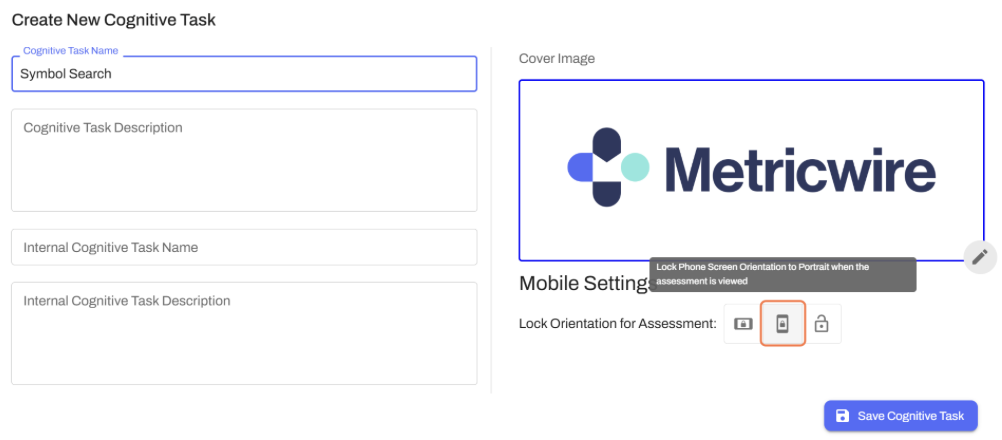 Create New Cognitive Task
Cognitive Task Name
Symbol Search
Cognitive Task Description
Internal Cognitive Task Name
Internal Cognitive Task Description
Cover Image
Metricwire
Lock Phone Screen Orientation to Portrait when the
assessment is viewed
Mobile Settings
Lock Orientation for Assessment:
Save Cognitive Task